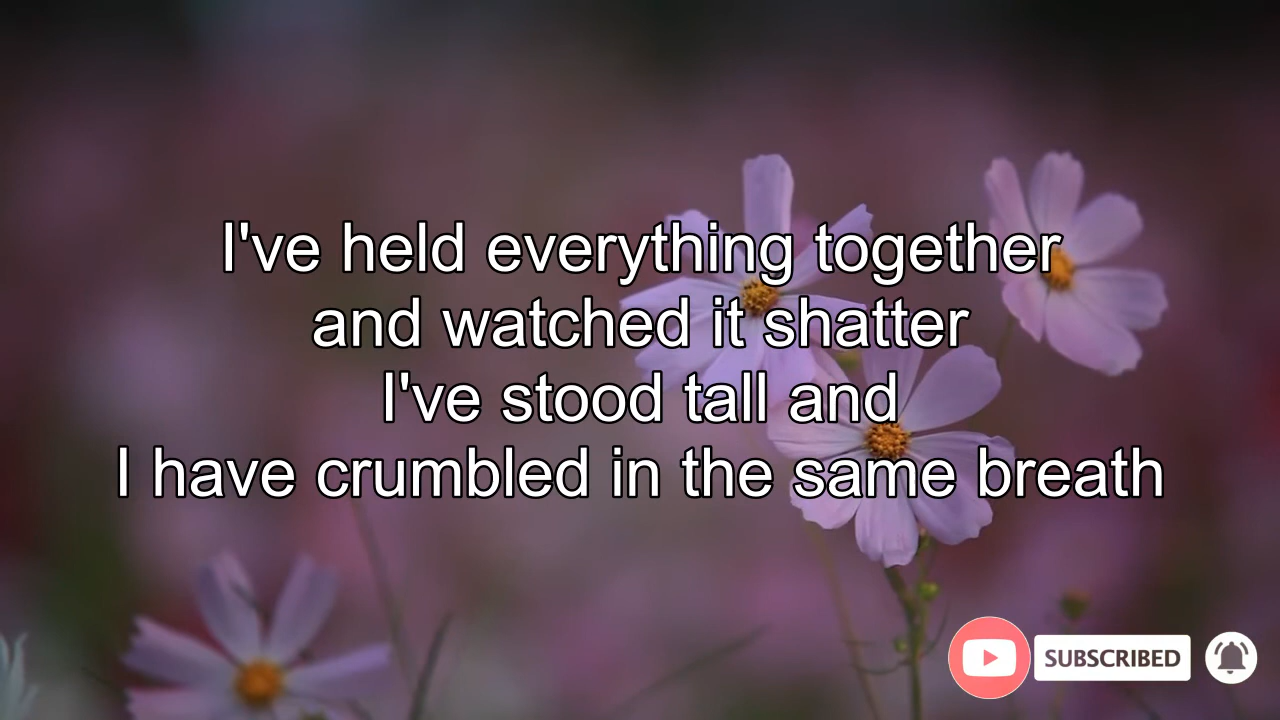 I've held everything together
and watched it shatter
I've stood tall and
I have crumbled in the same breath
SUBSCRIBED